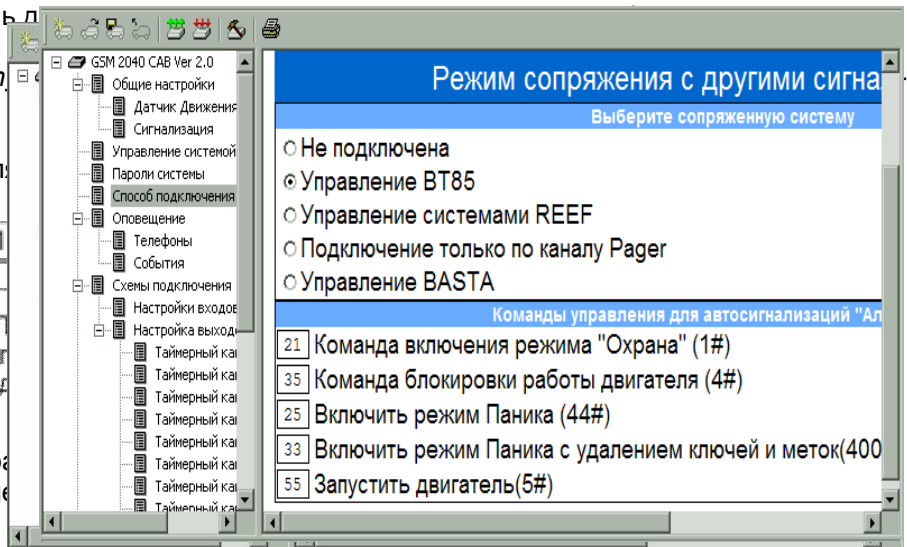 GSM 2040 CAB Ver 2.0
Общие настройки
Датчик Движения
Сигнализация
Управление системой
Пароли системы
Способ подключения
Оповещение
Телефоны
События
Схемы подключения
Настройки входов
Настройка выход
Таймерный ка
Таймерный ка
Таймерный ка
Таймерный ка
Таймерный ка
Таймерный ка
Таймерный ка
Таймерный ка
Режим сопряжения с другими сигна
Выберите сопряженную систему
Не подключена
Управление BT85
Управление системами REEF
Подключение только по каналу Pager
Управление BASTA
Команды управления для автосигнализаций "Ал
21 Команда включения режима "Охрана" (1#)
35 Команда блокировки работы двигателя (4#)
25 Включить режим Паника (44#)
33 Включить режим Паника с удалением ключей и меток(400
55 Запустить двигатель(5#)